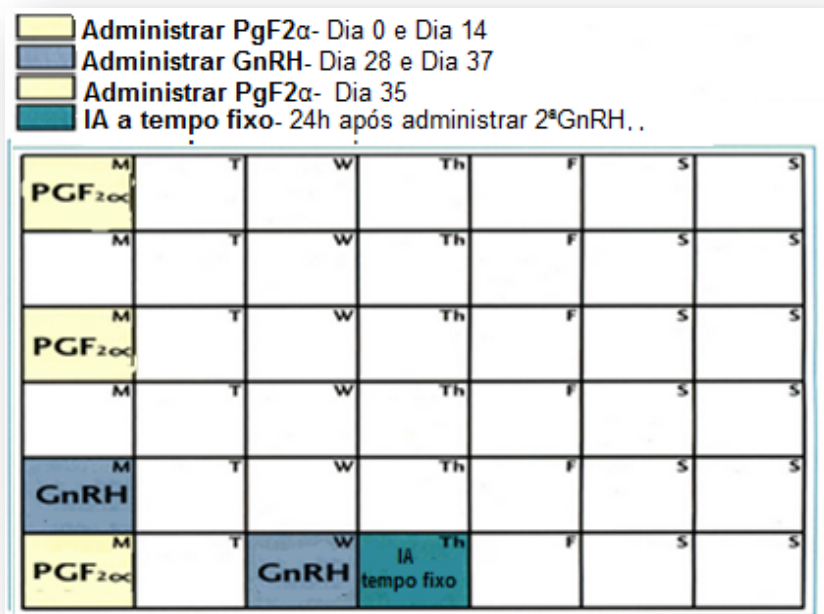 Administrar PgF2α- Dia 0 e Dia 14
Administrar GnRH- Dia 28 e Dia 37
Administrar PgF2α- Dia 35
IA a tempo fixo- 24h após administrar 2ªGnRH. .
M T W Th F S S
PGF₂α
M T W Th F S S
M T W Th F S S
PGF₂α
M T W Th F S S
M T W Th F S S
GnRH
M T W Th F S S
PGF₂α GnRH IA
tempo fixo